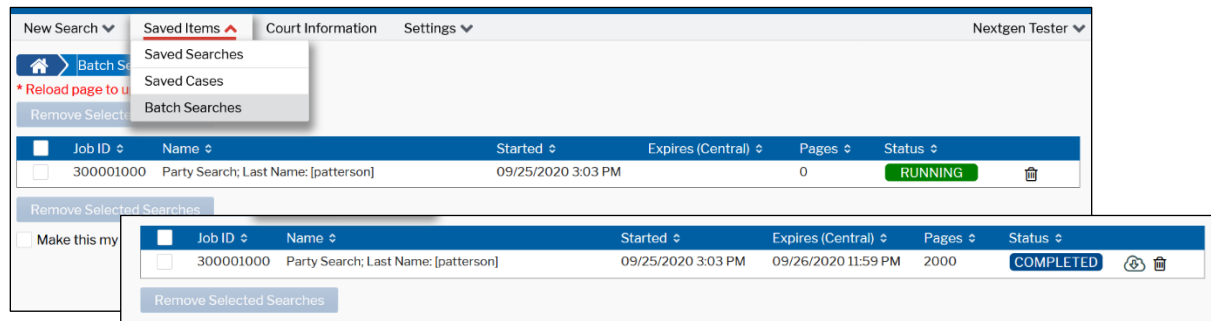 New Search Saved Items Court Information Settings Nextgen Tester
Saved Searches
Batch Se
Saved Cases
* Reload page to u
Batch Searches
Remove Selecte
Job ID Name Started Expires (Central) Pages Status
300001000 Party Search; Last Name: [patterson] 09/25/2020 3:03 PM 0 RUNNING
Remove Selected Searches
Make this my
Job ID Name Started Expires (Central) Pages Status
300001000 Party Search; Last Name: [patterson] 09/25/2020 3:03 PM 09/26/2020 11:59 PM 2000 COMPLETED
Remove Selected Searches